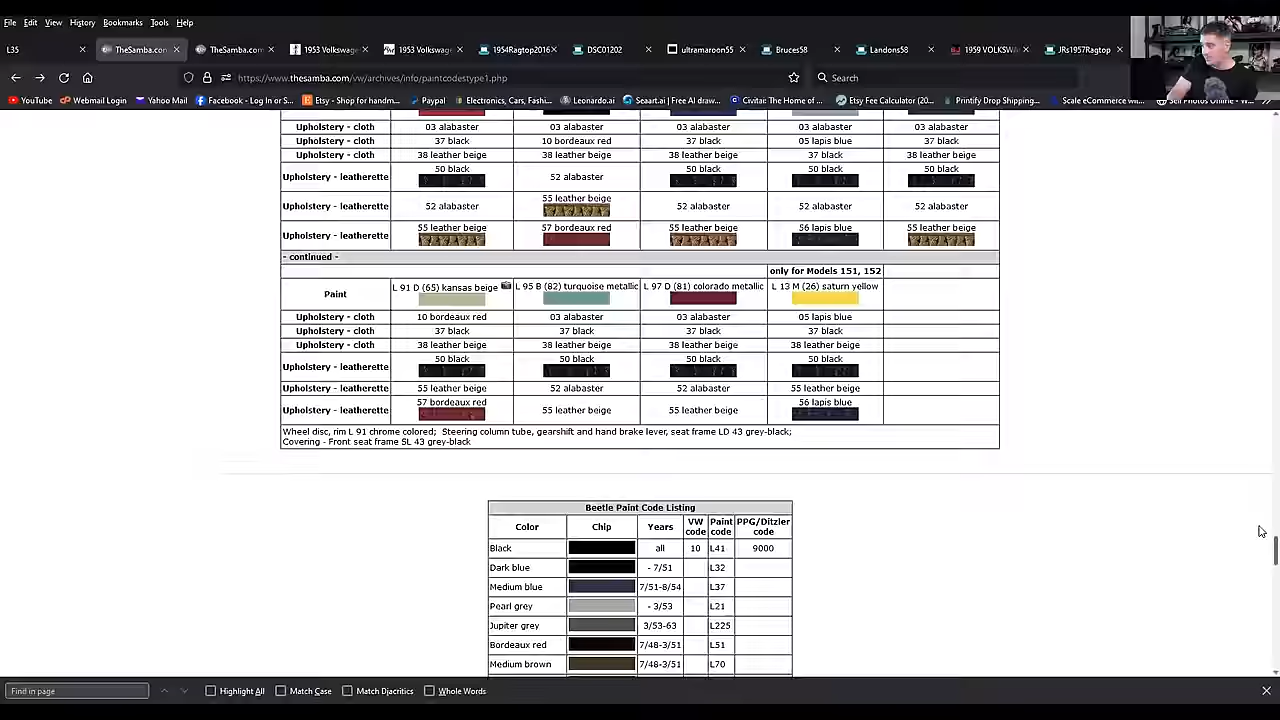 File Edit View History Bookmarks Tools Help
L35 TheSamba.con TheSamba.con 1953 Volkswage 1953 Volkswag 1954Ragtop2016 DSC01202 ultramaroon55 Bruces58 Landons58 1959 VOLKSWA JRs1957Ragtop
https://www.thesamba.com/vw/archives/info/paintcodestype1.php Search
YouTube Webmail Login Yahoo Mail Facebook - Log In or S... Etsy - Shop for handm... Paypal Electronics, Cars, Fashi... Leonardo.ai Seaart.ai | Free AI draw... Civitai: The Home of ... Etsy Fee Calculator (20... Printify Drop Shipping... Scale eCommerce wi...
Upholstery - cloth 03 alabaster 03 alabaster 03 alabaster 03 alabaster 03 alabaster
Upholstery - cloth 37 black 10 bordeaux red 37 black 05 lapis blue 37 black
Upholstery - cloth 38 leather beige 38 leather beige 38 leather beige 37 black 38 leather beige
Upholstery - leatherette 50 black 52 alabaster 50 black 50 black 50 black
Upholstery - leatherette 52 alabaster 55 leather beige 52 alabaster 52 alabaster 52 alabaster
Upholstery - leatherette 55 leather beige 57 bordeaux red 55 leather beige 56 lapis blue 55 leather beige
- continued -
only for Models 151, 152
Paint L 91 D (65) kansas beige L 95 B (82) turquoise metallic L 97 D (81) colorado metallic L 13 M (26) saturn yellow
Upholstery - cloth 10 bordeaux red 03 alabaster 03 alabaster 05 lapis blue
Upholstery - cloth 37 black 37 black 37 black 37 black
Upholstery - cloth 38 leather beige 38 leather beige 38 leather beige 38 leather beige
Upholstery - leatherette 50 black 50 black 50 black 50 black
Upholstery - leatherette 55 leather beige 52 alabaster 52 alabaster 55 leather beige
Upholstery - leatherette 57 bordeaux red 55 leather beige 55 leather beige 56 lapis blue
Wheel disc, rim L 91 chrome colored; Steering column tube, gearshift and hand brake lever, seat frame LD 43 grey-black;
Covering - Front seat frame SL 43 grey-black
Beetle Paint Code Listing
Color Chip Years VW code Paint code PPG/Ditzler code
Black all 10 L41 9000
Dark blue - 7/51 L32
Medium blue 7/51-8/54 L37
Pearl grey - 3/53 L21
Jupiter grey 3/53-63 L225
Bordeaux red 7/48-3/51 L51
Medium brown 7/48-3/51 L70
Find in page Highlight All Match Case Match Diacritics Whole Words